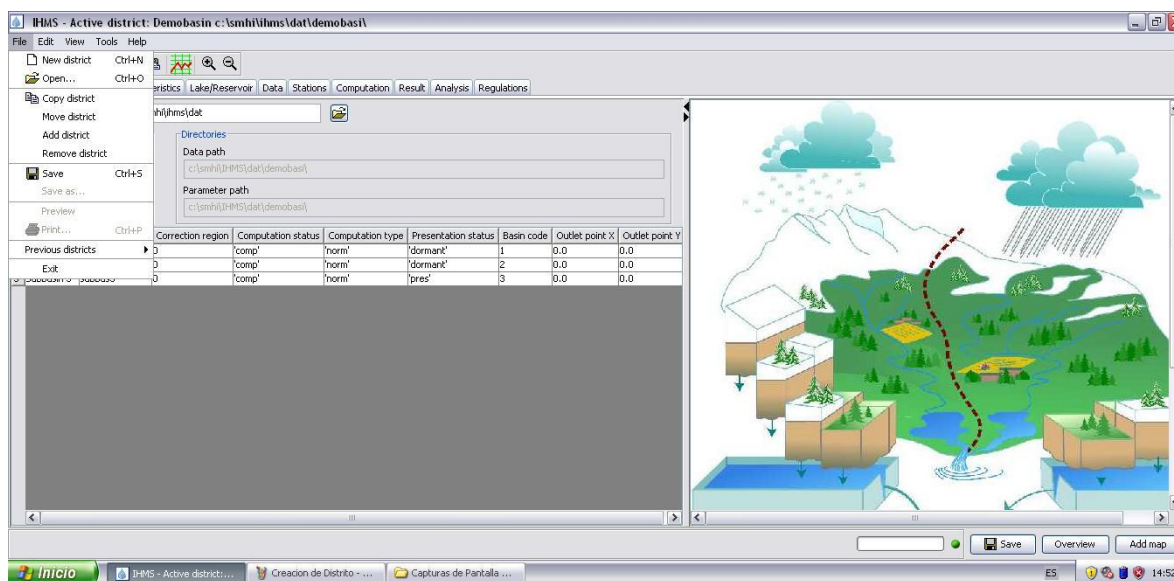 IHMS - Active district: Demobasin c:\smhi\ihms\dat\demobasi\
File Edit View Tools Help
New district Ctrl+N
Open... Ctrl+O
Copy district
Move district
Add district
Remove district
Save Ctrl+S
Save as...
Preview
Print... Ctrl+P
Previous districts
Exit
eristics Lake/Reservoir Data Stations Computation Result Analysis Regulations
hi\ihms\dat
Directories
Data path
c:\smhi\IHMS\dat\demobasi\
Parameter path
c:\smhi\IHMS\dat\demobasi\
Correction region Computation status Computation type Presentation status Basin code Outlet point X Outlet point Y
0 'comp' 'norm' 'dormant' 1 0.0 0.0
0 'comp' 'norm' 'dormant' 2 0.0 0.0
0 'comp' 'norm' 'pres' 3 0.0 0.0
Save Overview Add map
Inicio IHMS - Active district:... Creacion de Distrito - ... Capturas de Pantalla ... ES 14:52